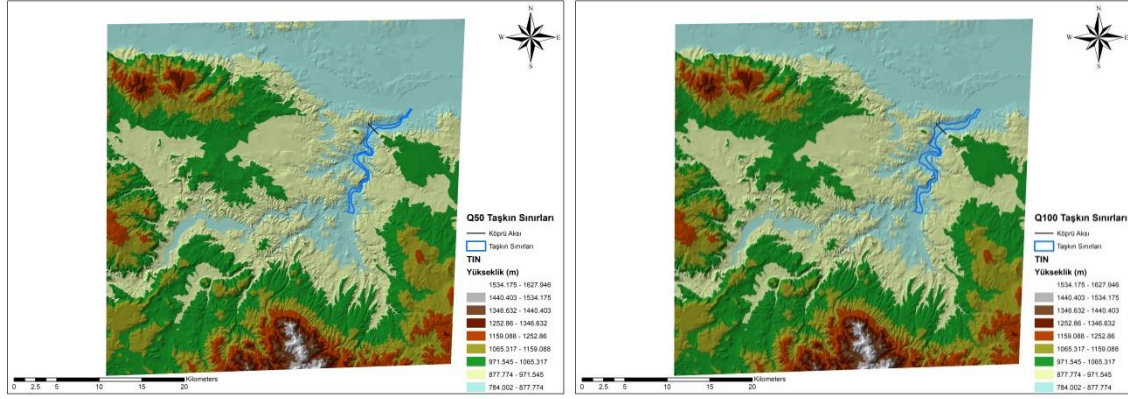 N
W E
S
Q50 Taşkın Sınırları
Köprü Aksı
Taşkın Sınırları
TIN
Yükseklik (m)
1534.175 - 1627.946
1440.403 - 1534.175
1346.632 - 1440.403
1252.86 - 1346.632
1159.088 - 1252.86
1065.317 - 1159.088
971.545 - 1065.317
877.774 - 971.545
784.002 - 877.774
Kilometers
0 2.5 5 10 15 20
N
W E
S
Q100 Taşkın Sınırları
Köprü Aksı
Taşkın Sınırları
TIN
Yükseklik (m)
1534.175 - 1627.946
1440.403 - 1534.175
1346.632 - 1440.403
1252.86 - 1346.632
1159.088 - 1252.86
1065.317 - 1159.088
971.545 - 1065.317
877.774 - 971.545
784.002 - 877.774
Kilometers
0 2.5 5 10 15 20